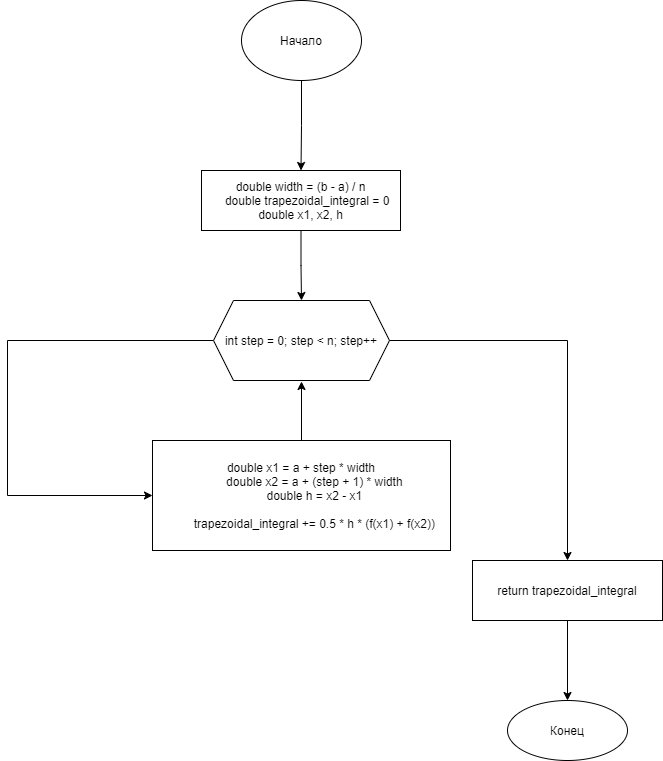 Начало
double width = (b - a) / n
double trapezoidal_integral = 0
double x1, x2, h
int step = 0; step < n; step++
double x1 = a + step * width
double x2 = a + (step + 1) * width
double h = x2 - x1
trapezoidal_integral += 0.5 * h * (f(x1) + f(x2))
return trapezoidal_integral
Конец